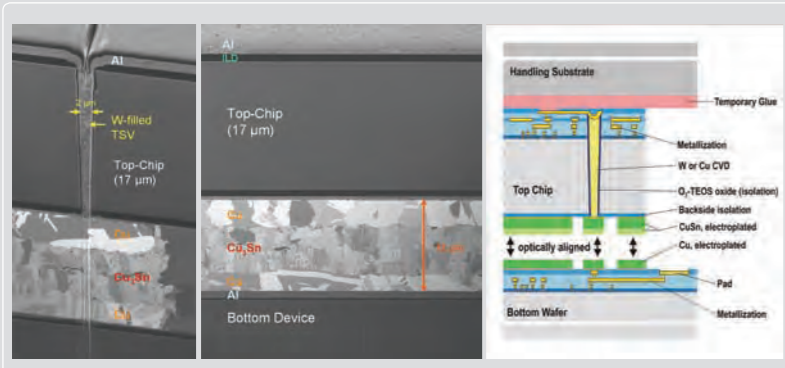 Al
2 µm
W-filled
TSV
Top-Chip
(17 µm)
Cu
Cu₃Sn
Cu
Al
ILD
Top-Chip
(17 µm)
Cu
Cu₃Sn
Cu
Al
Bottom Device
Handling Substrate
Temporary Glue
Metallization
W or Cu CVD
Top Chip
O₃-TEOS oxide (isolation)
Backside isolation
CuSn, electroplated
optically aligned
Cu, electroplated
Pad
Bottom Wafer
Metallization